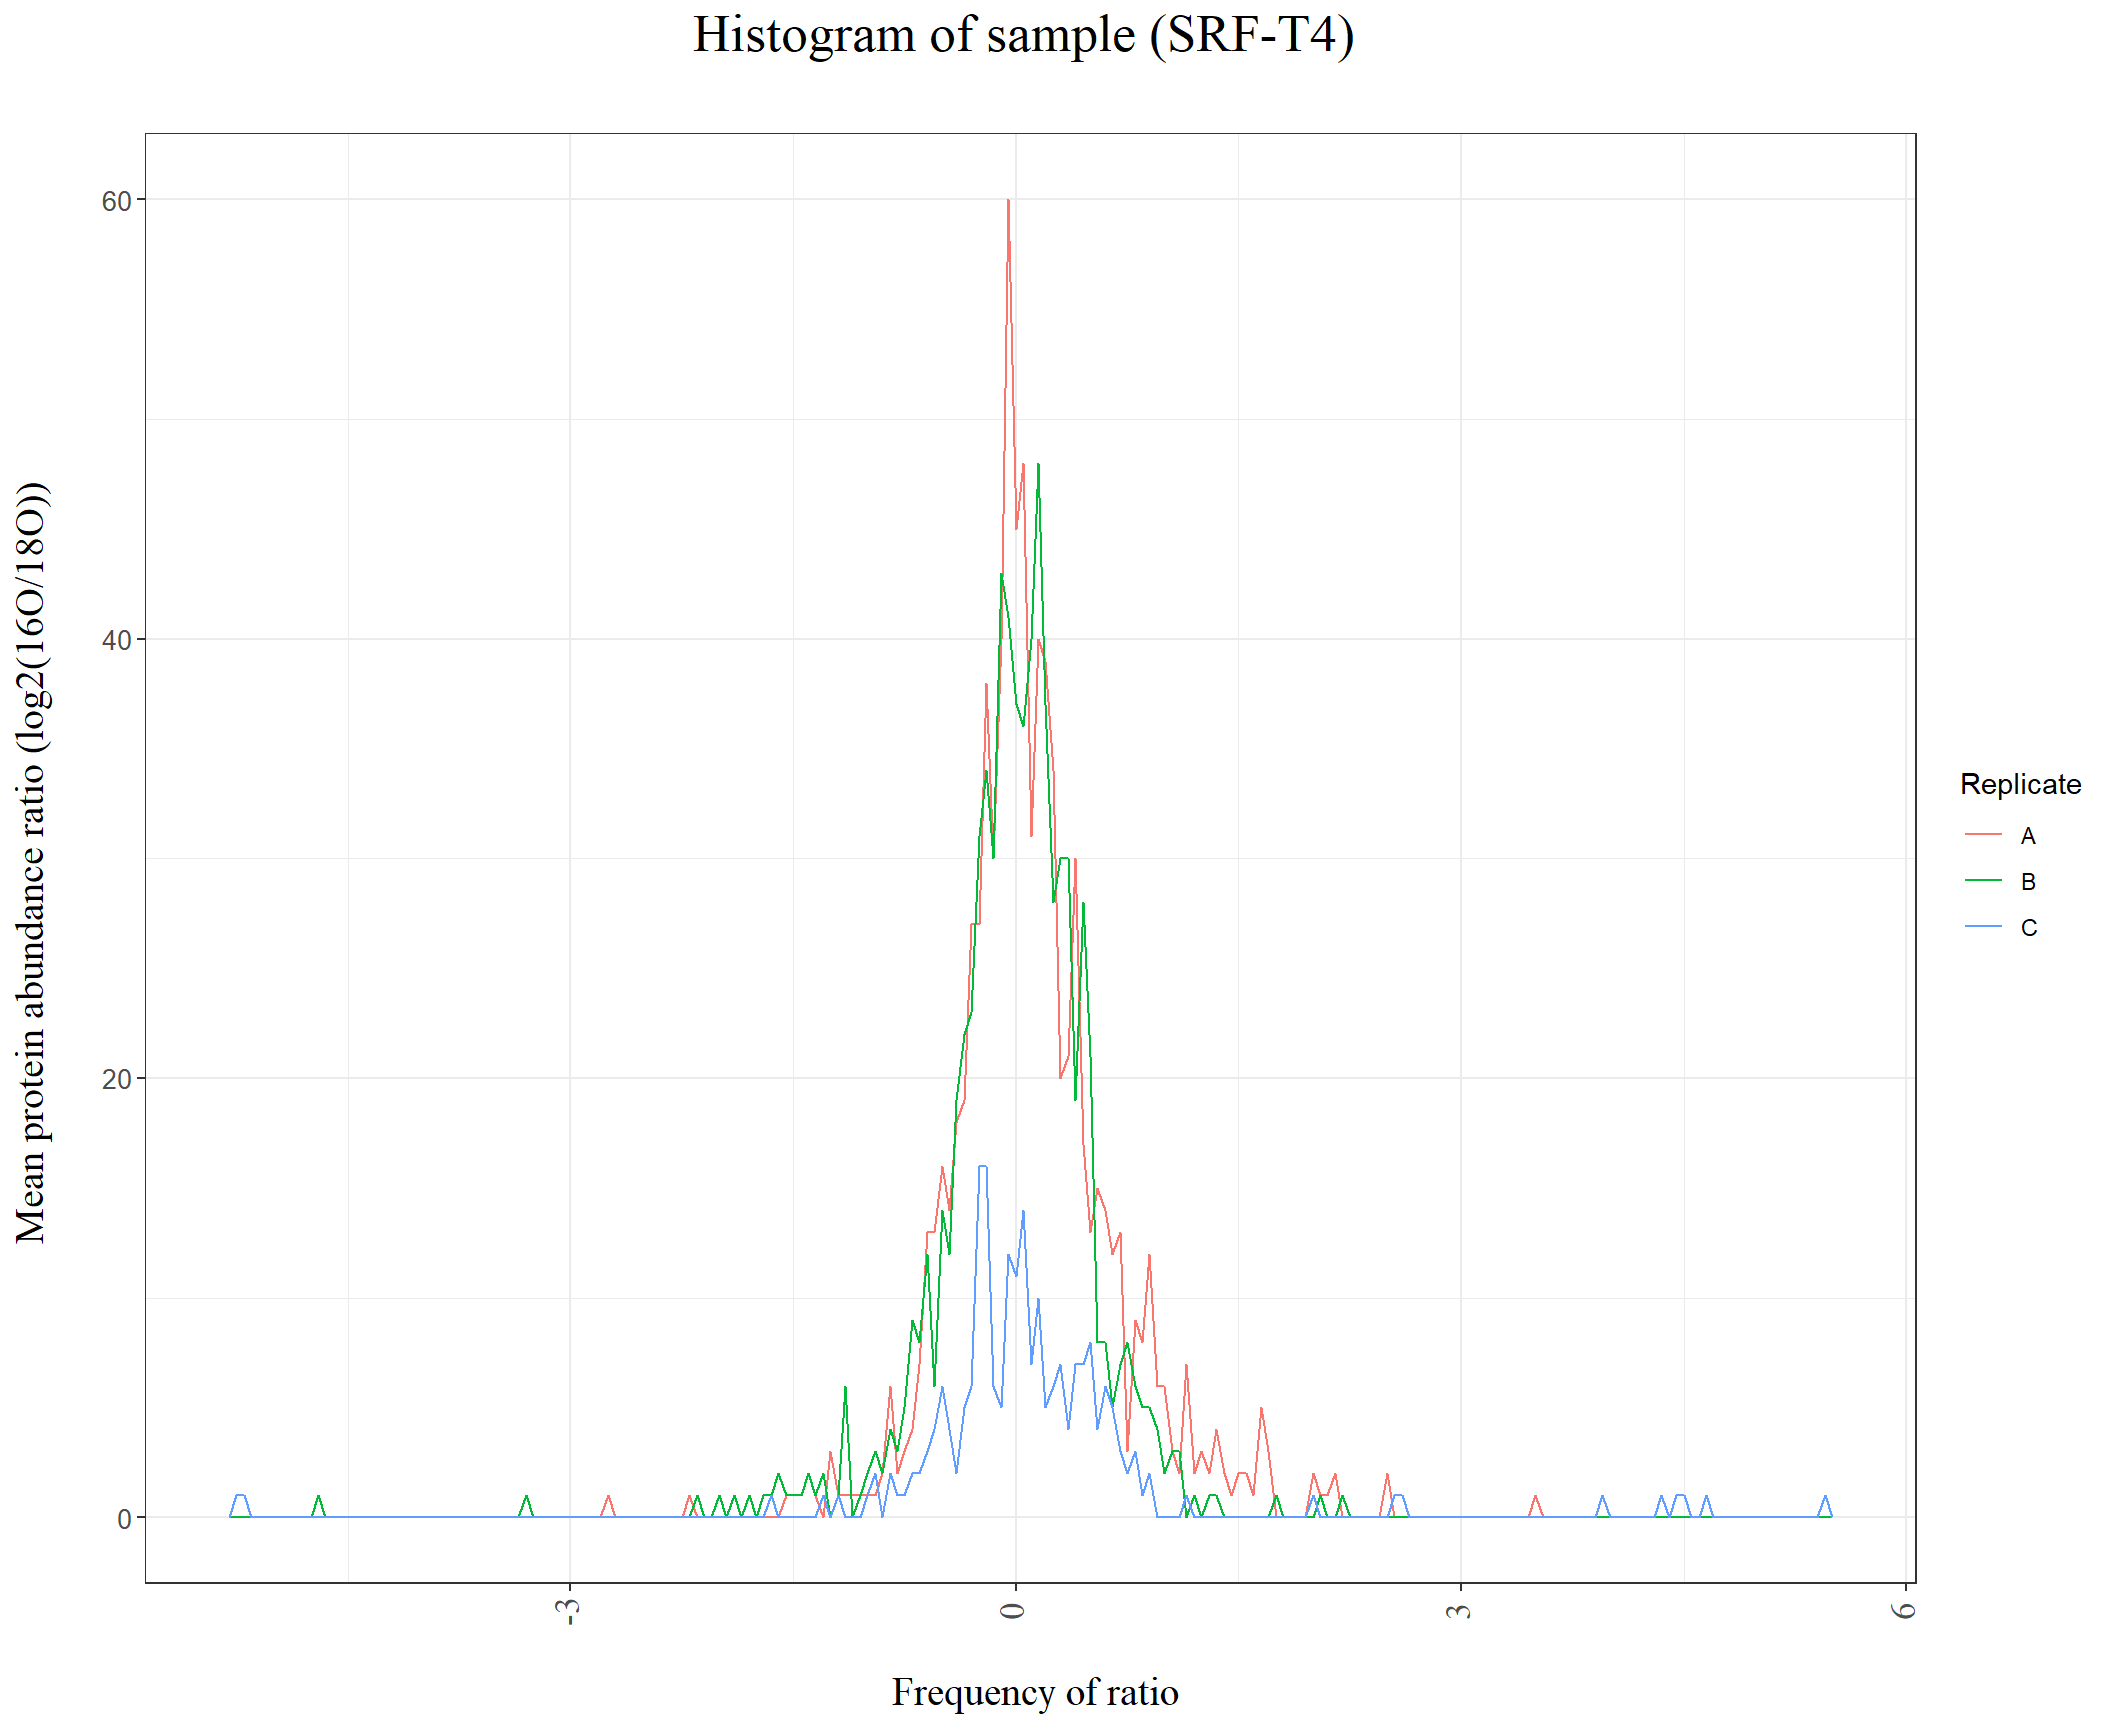 Histogram of sample (SRF-T4)
Mean protein abundance ratio (log2(16O/18O))
60
40
20
0
-3
0
3
6
Frequency of ratio
Replicate
A
B
C